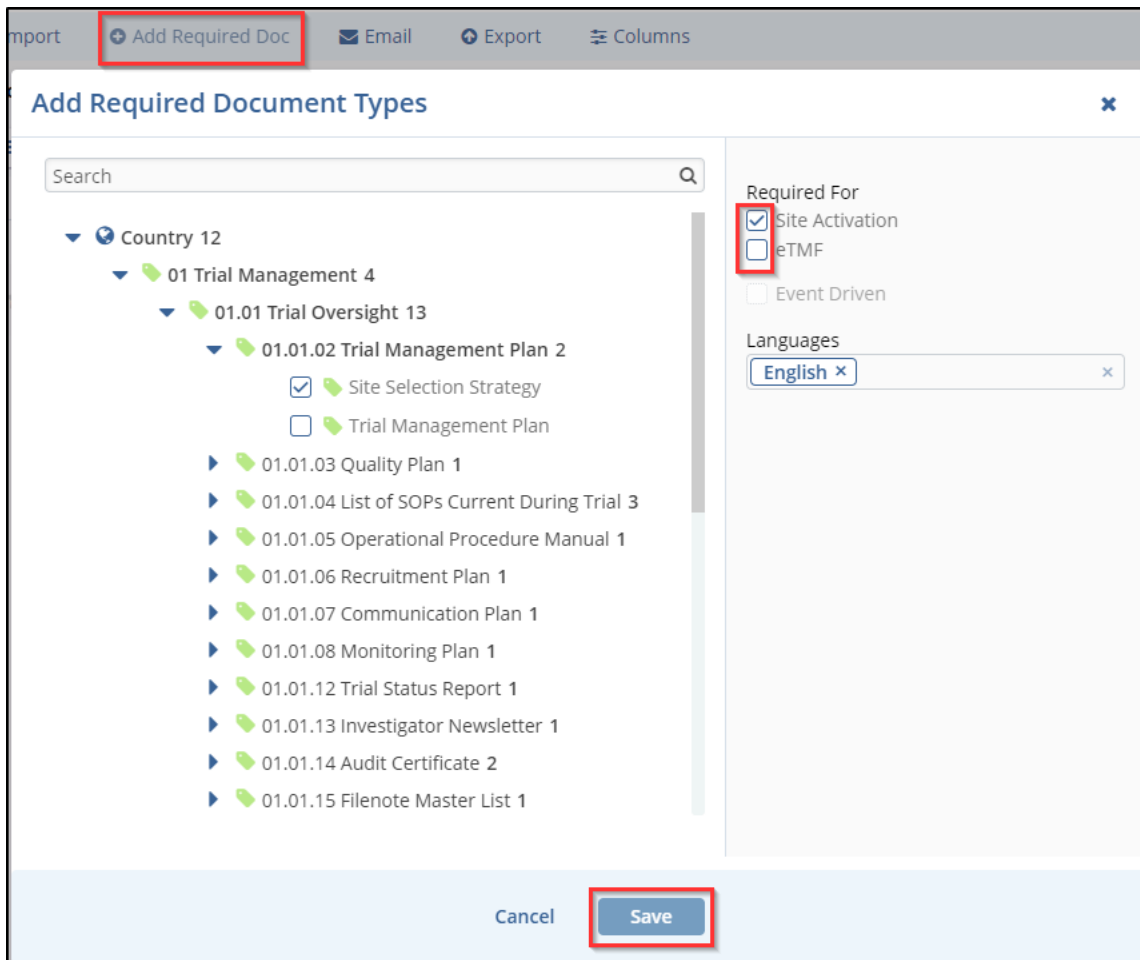 mport Add Required Doc Email Export Columns
Add Required Document Types
Search
Country 12
01 Trial Management 4
01.01 Trial Oversight 13
01.01.02 Trial Management Plan 2
Site Selection Strategy
Trial Management Plan
01.01.03 Quality Plan 1
01.01.04 List of SOPs Current During Trial 3
01.01.05 Operational Procedure Manual 1
01.01.06 Recruitment Plan 1
01.01.07 Communication Plan 1
01.01.08 Monitoring Plan 1
01.01.12 Trial Status Report 1
01.01.13 Investigator Newsletter 1
01.01.14 Audit Certificate 2
01.01.15 Filenote Master List 1
Required For
Site Activation
eTMF
Event Driven
Languages
English ×
Cancel Save